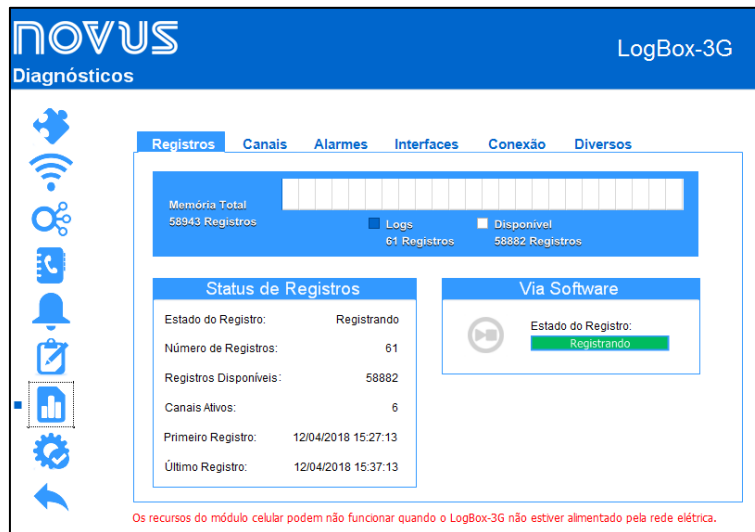 novus
LogBox-3G
Diagnósticos
Registros Canais Alarmes Interfaces Conexão Diversos
Memória Total
58943 Registros
Logs
61 Registros
Disponível
58882 Registros
Status de Registros
Estado do Registro: Registrando
Número de Registros: 61
Registros Disponíveis: 58882
Canais Ativos: 6
Primeiro Registro: 12/04/2018 15:27:13
Último Registro: 12/04/2018 15:37:13
Via Software
Estado do Registro:
Registrando
Os recursos do módulo celular podem não funcionar quando o LogBox-3G não estiver alimentado pela rede elétrica.